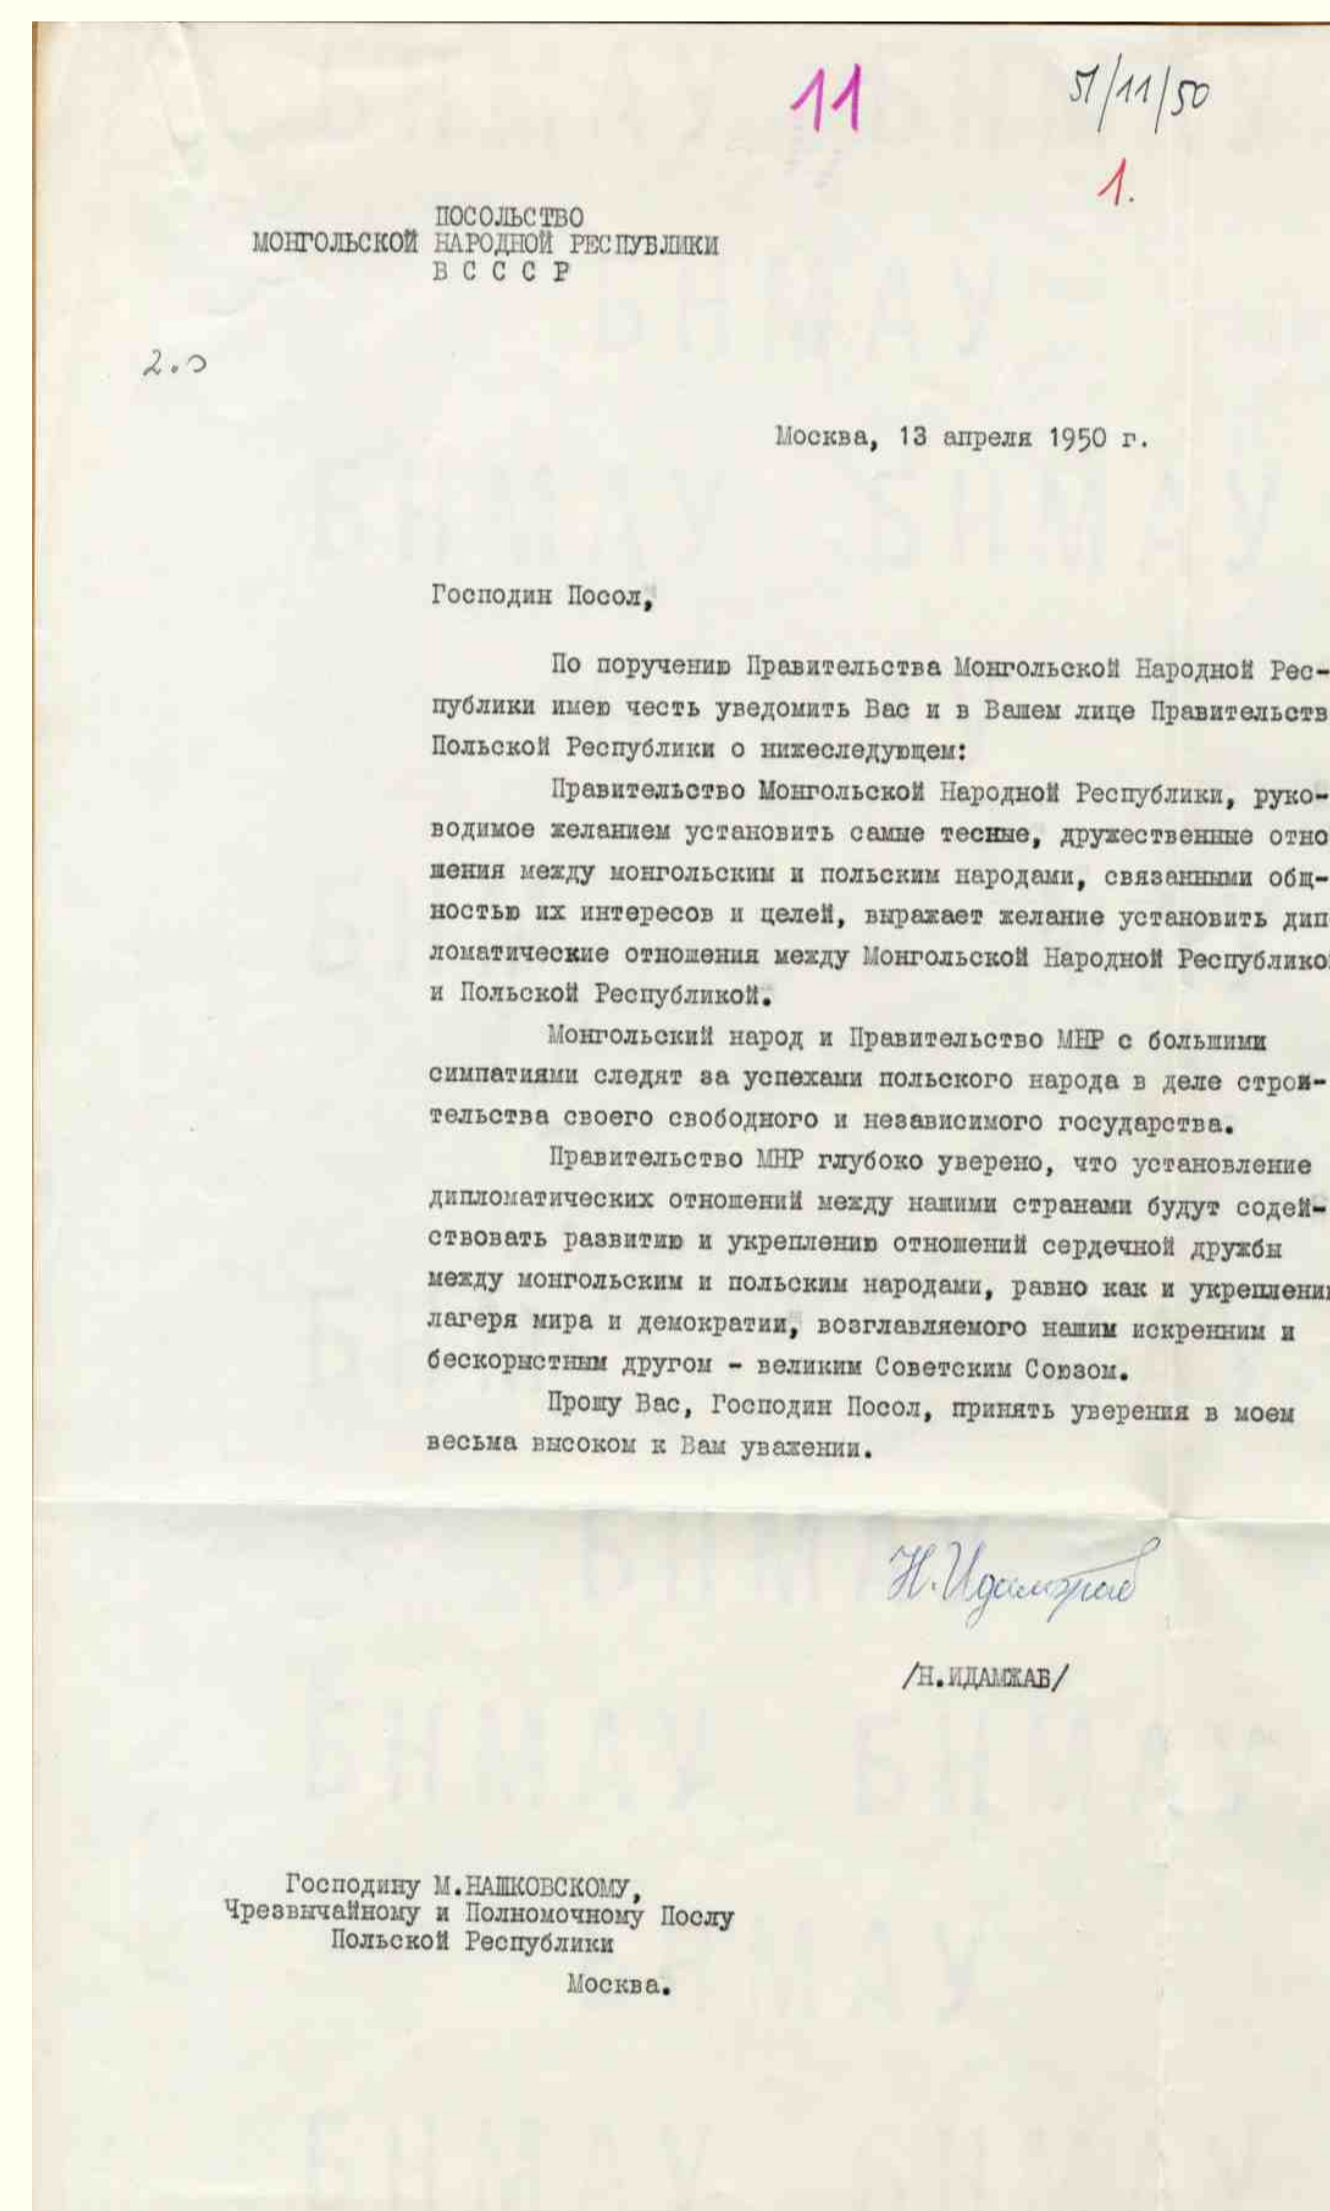 11
51/11/50
1.
ПОСОЛЬСТВО
МОНГОЛЬСКОЙ НАРОДНОЙ РЕСПУБЛИКИ
В С С С Р
Москва, 13 апреля 1950 г.
Господин Посол,
По поручению Правительства Монгольской Народной Рес-
публики имею честь уведомить Вас и в Вашем лице Правительств
Польской Республики о нижеследующем:
Правительство Монгольской Народной Республики, руко-
водимое желанием установить самые тесные, дружественные отно
шения между монгольским и польским народами, связанными общ-
ностью их интересов и целей, выражает желание установить дип
ломатические отношения между Монгольской Народной Республико
и Польской Республикой.
Монгольский народ и Правительство МНР с большими
симпатиями следят за успехами польского народа в деле строи-
тельства своего свободного и независимого государства.
Правительство МНР глубоко уверено, что установление
дипломатических отношений между нашими странами будут содей-
ствовать развитию и укреплению отношений сердечной дружбы
между монгольским и польским народами, равно как и укреплени
лагеря мира и демократии, возглавляемого нашим искренним и
бескорыстным другом - великим Советским Союзом.
Прошу Вас, Господин Посол, принять уверения в моем
весьма высоком к Вам уважении.
Н. Идамжаб
/Н.ИДАМЖАБ/
Господину М.НАШКОВСКОМУ,
Чрезвычайному и Полномочному Послу
Польской Республики
Москва.